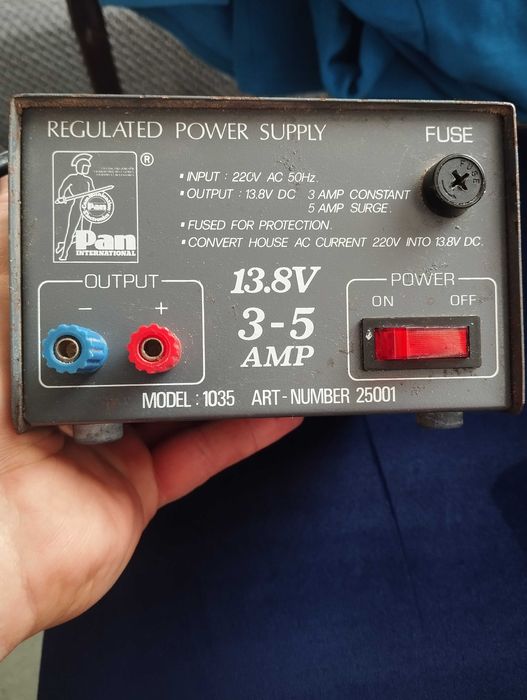 REGULATED POWER SUPPLY
FUSE
®
• INPUT : 220V AC 50Hz.
• OUTPUT : 13.8V DC 3 AMP CONSTANT
5 AMP SURGE.
• FUSED FOR PROTECTION.
• CONVERT HOUSE AC CURRENT 220V INTO 13.8V DC.
Pan
Pan
INTERNATIONAL
FUSE
OUTPUT
- +
13.8V
3-5
AMP
POWER
ON OFF
MODEL : 1035 ART-NUMBER 25001